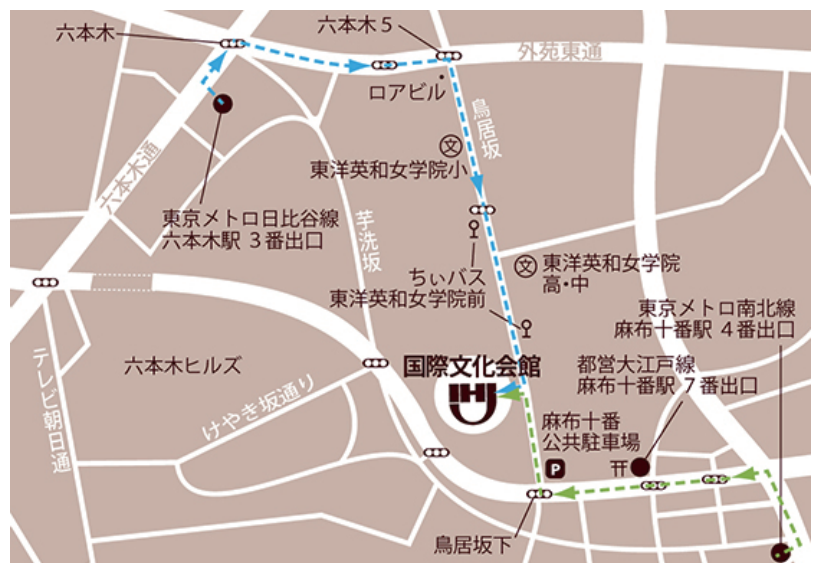 六本木
六本木5
外苑東通
ロアビル
鳥居坂
東洋英和女学院小
六本木通
東京メトロ日比谷線
六本木駅 3番出口
芋洗坂
ちぃバス
東洋英和女学院前
東洋英和女学院
高・中
東京メトロ南北線
麻布十番駅 4番出口
六本木ヒルズ
国際文化会館
IHJ
都営大江戸線
麻布十番駅 7番出口
テレビ朝日通
けやき坂通り
麻布十番
公共駐車場
P
鳥居坂下
文
文